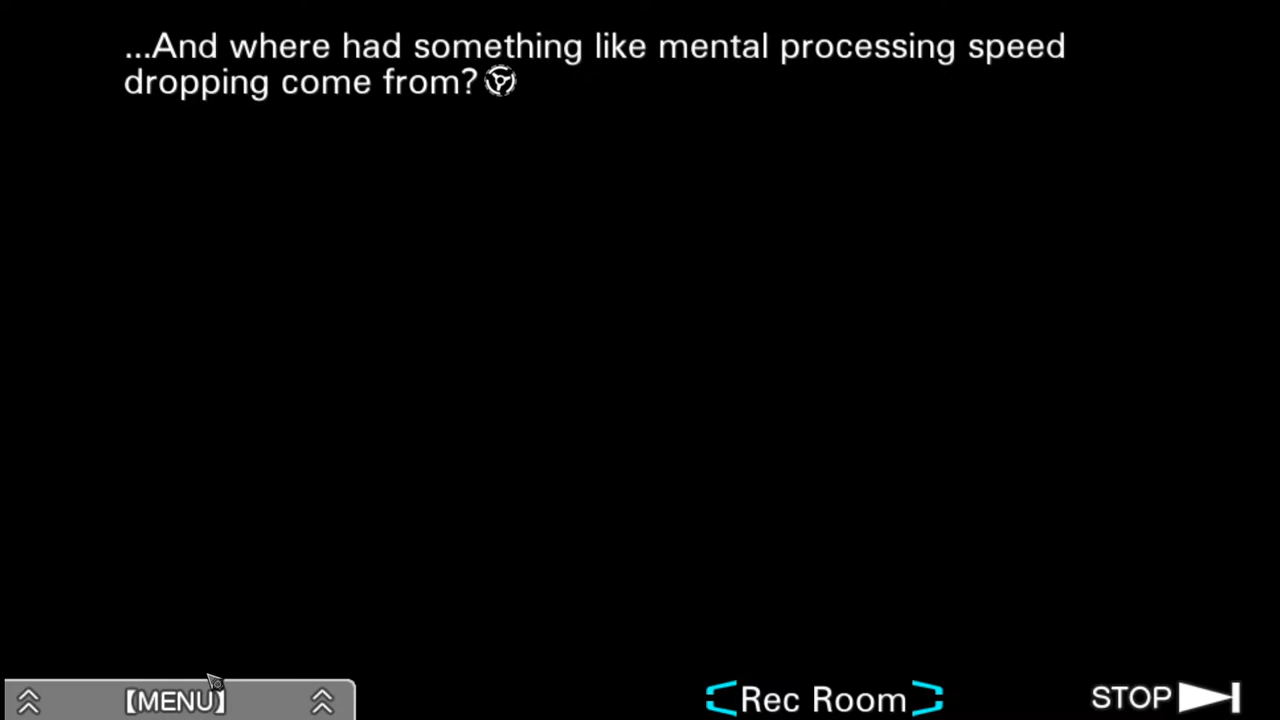 ...And where had something like mental processing speed
dropping come from?
【MENU】
Rec Room
STOP